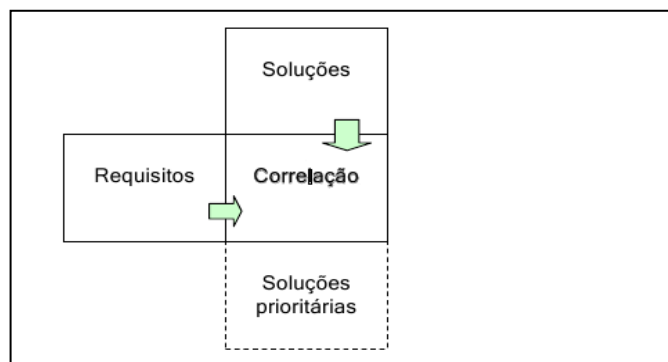 Soluções
Requisitos
Correlação
Soluções
prioritárias